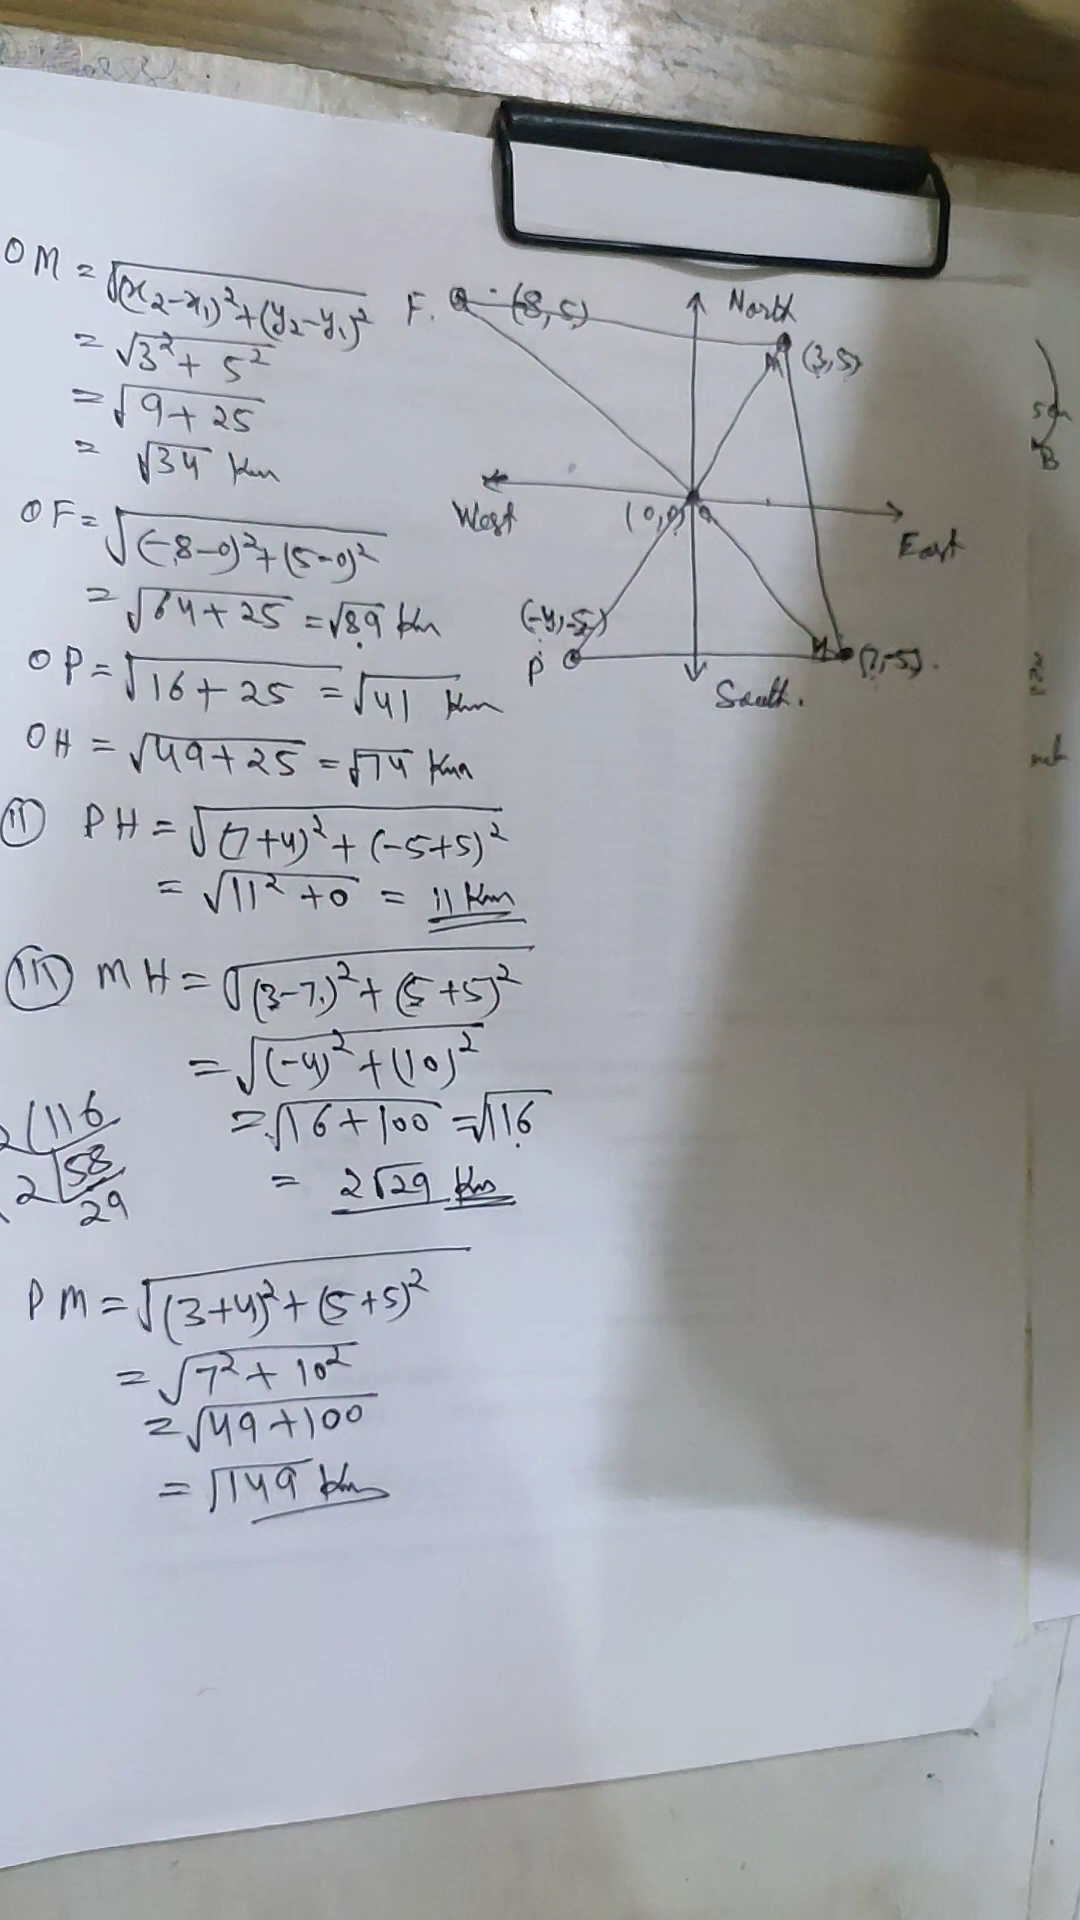 OM = √(x₂-x₁)²+(y₂-y₁)²
= √3²+5²
= √9+25
= √34 Km
OF = √(-8-0)²+(5-0)²
= √64+25 = √89 Km
OP = √16+25 = √41 Km
OH = √49+25 = √74 Km
(ii) PH = √(7+4)²+(-5+5)²
= √11²+0 = 11 Km
(iii) MH = √(3-7)²+(5+5)²
= √(-4)²+(10)²
= √16+100 = √116
= 2√29 Km
2 116
2 58
29
PM = √(3+4)²+(5+5)²
= √7²+10²
= √49+100
= √149 Km
F. (-8,5)
North
M (3,5)
West
(0,0) O
East
(-4,-5)
P
H (7,-5).
South.
B